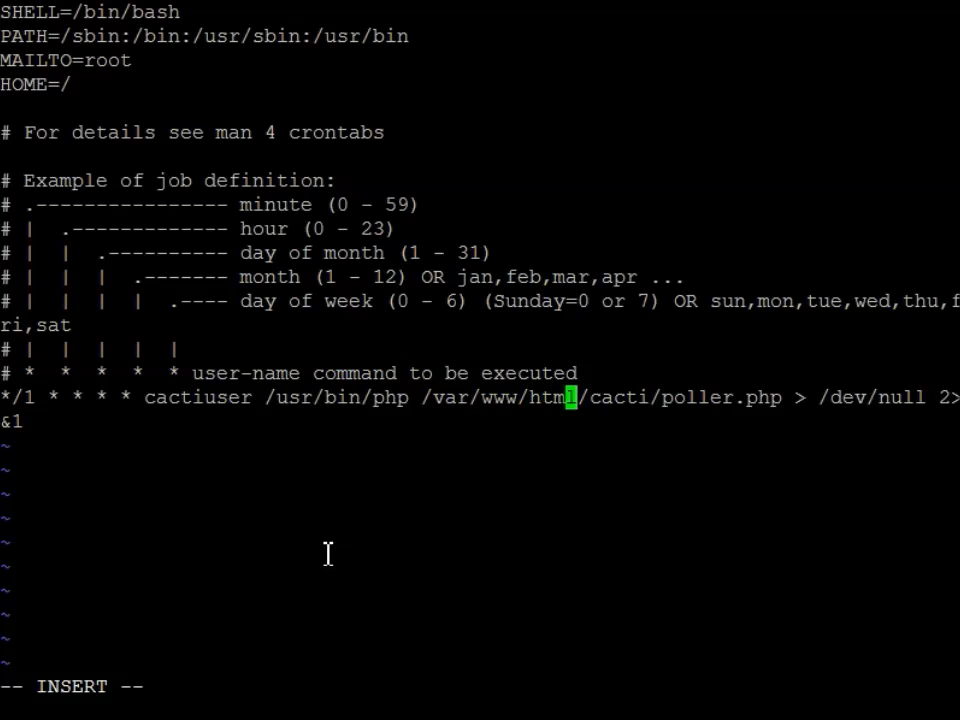 SHELL=/bin/bash
PATH=/sbin:/bin:/usr/sbin:/usr/bin
MAILTO=root
HOME=/
# For details see man 4 crontabs
# Example of job definition:
# .---------------- minute (0 - 59)
# |  .------------- hour (0 - 23)
# |  |  .---------- day of month (1 - 31)
# |  |  |  .------- month (1 - 12) OR jan,feb,mar,apr ...
# |  |  |  |  .---- day of week (0 - 6) (Sunday=0 or 7) OR sun,mon,tue,wed,thu,f
ri,sat
# |  |  |  |  |
# *  *  *  *  * user-name command to be executed
*/1 * * * * cactiuser /usr/bin/php /var/www/html/cacti/poller.php > /dev/null 2>
&1
~
~
~
~
~
~
~
~
~
~
-- INSERT --